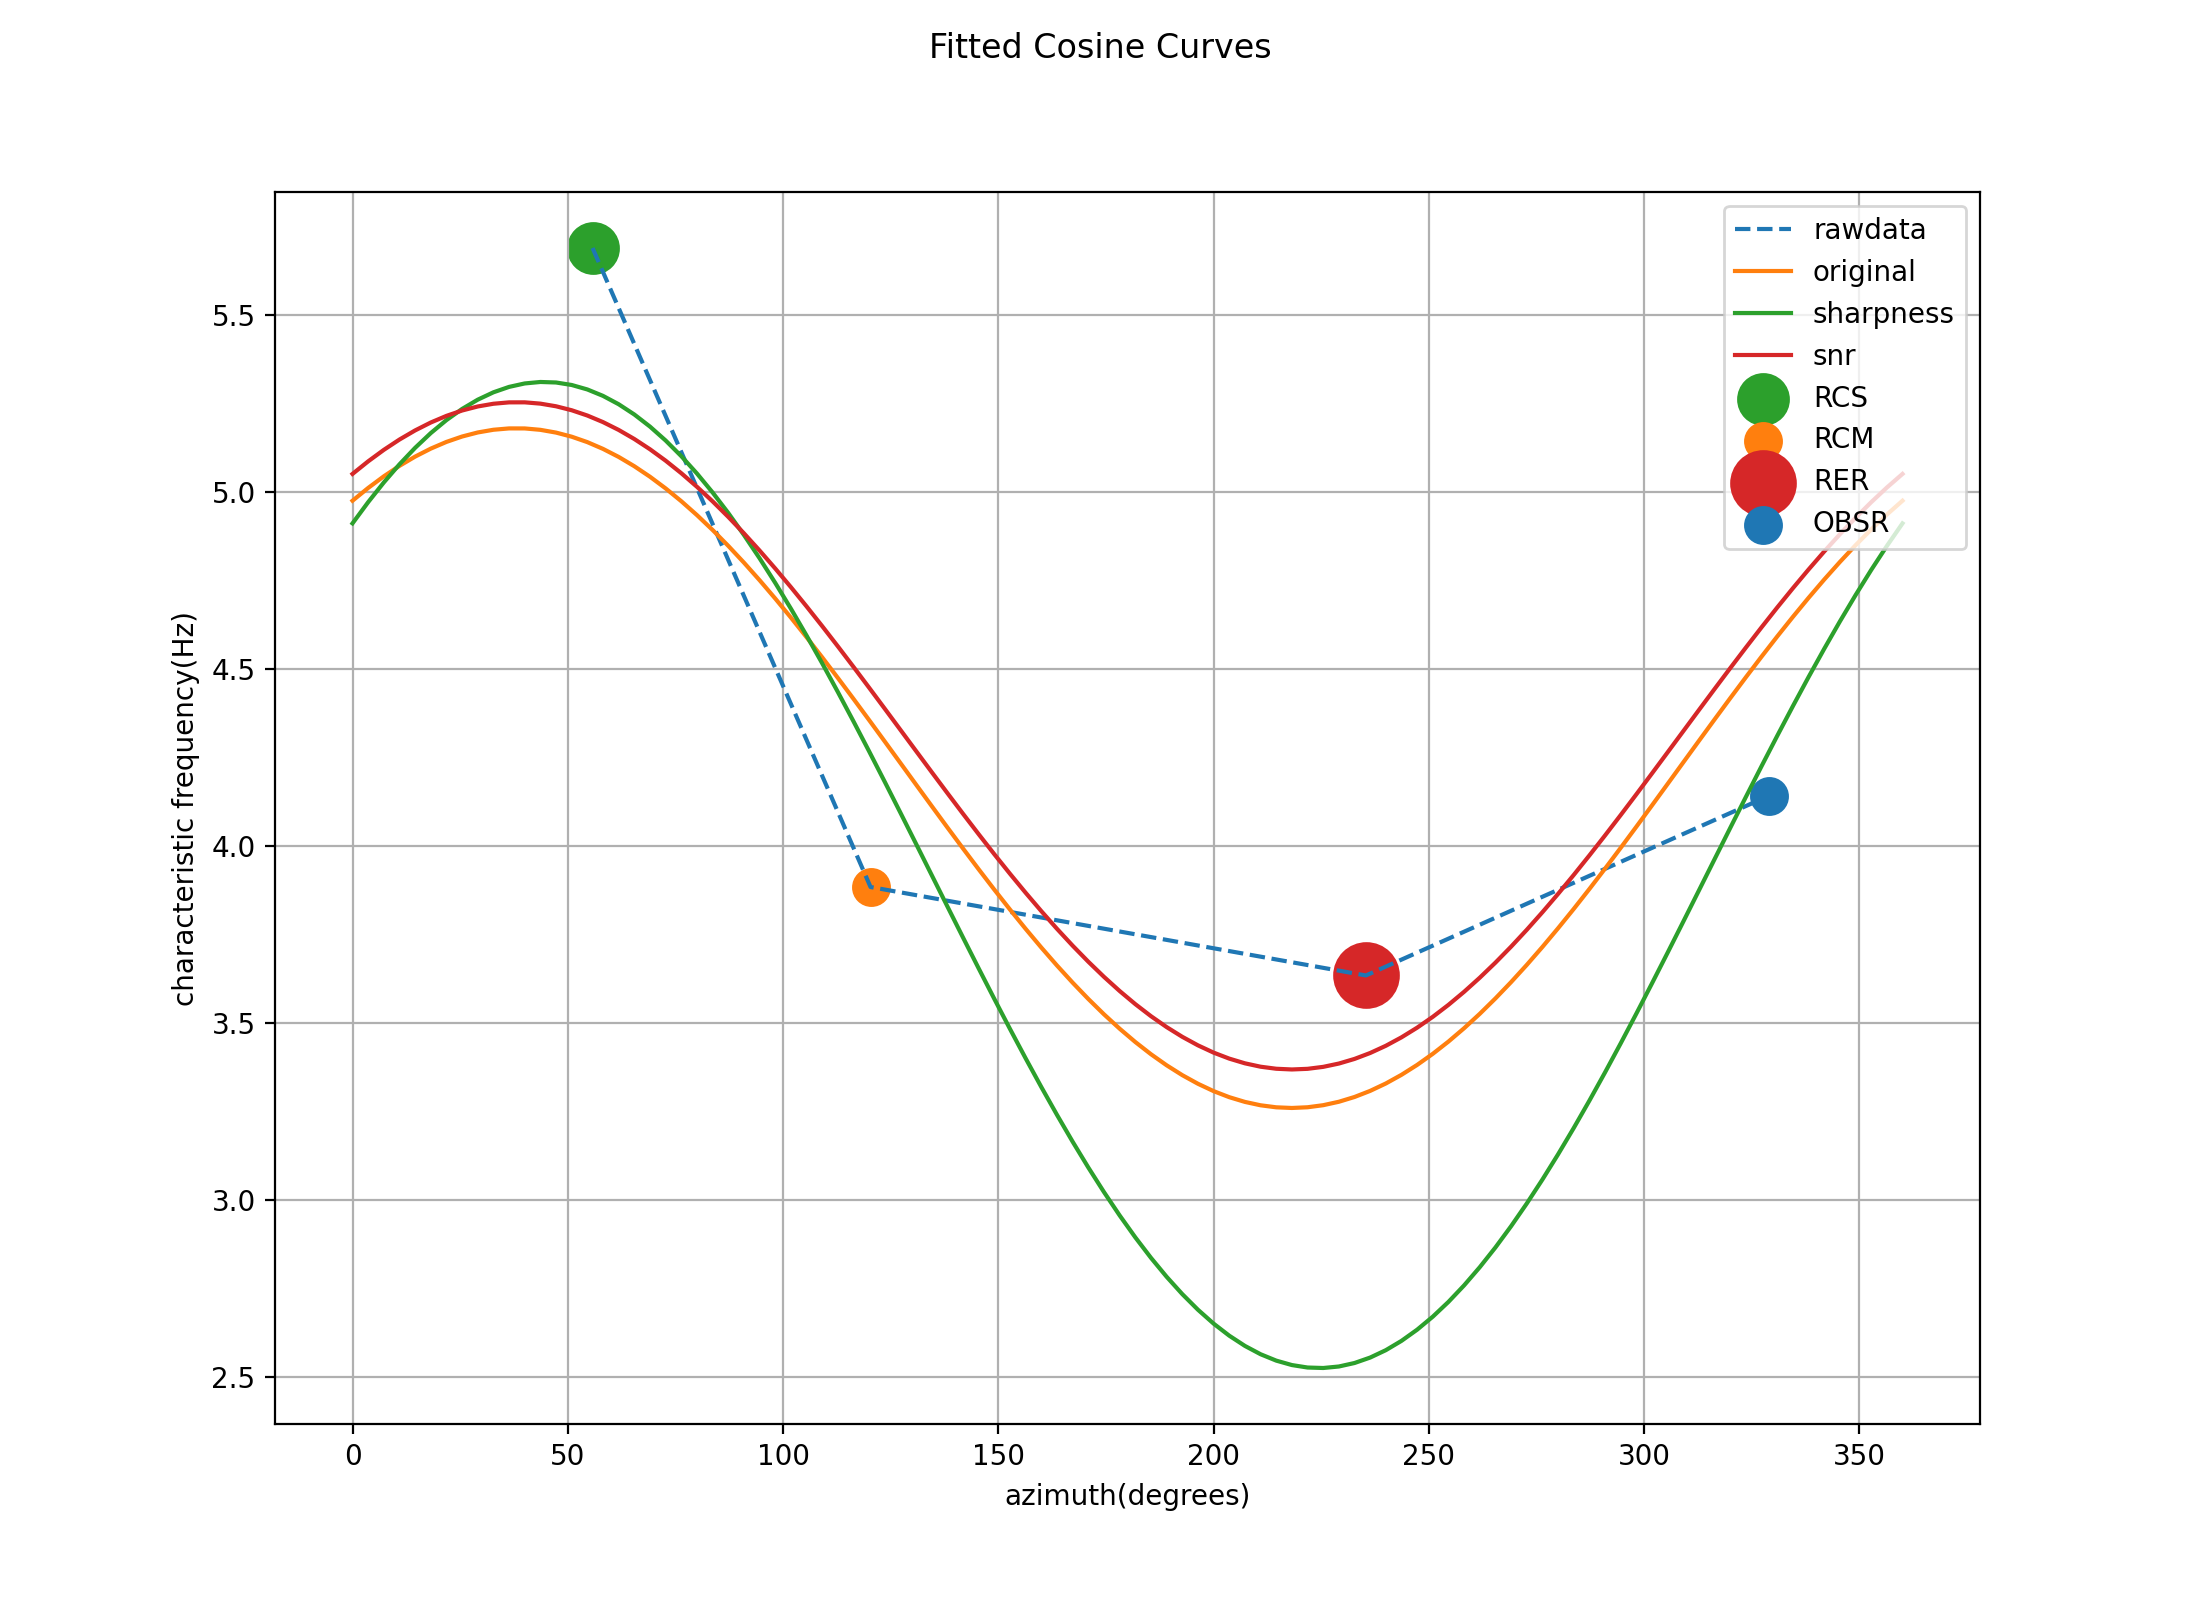 Fitted Cosine Curves
rawdata
original
sharpness
snr
RCS
RCM
RER
OBSR
characteristic frequency(Hz)
5.5
5.0
4.5
4.0
3.5
3.0
2.5
0 50 100 150 200 250 300 350
azimuth(degrees)